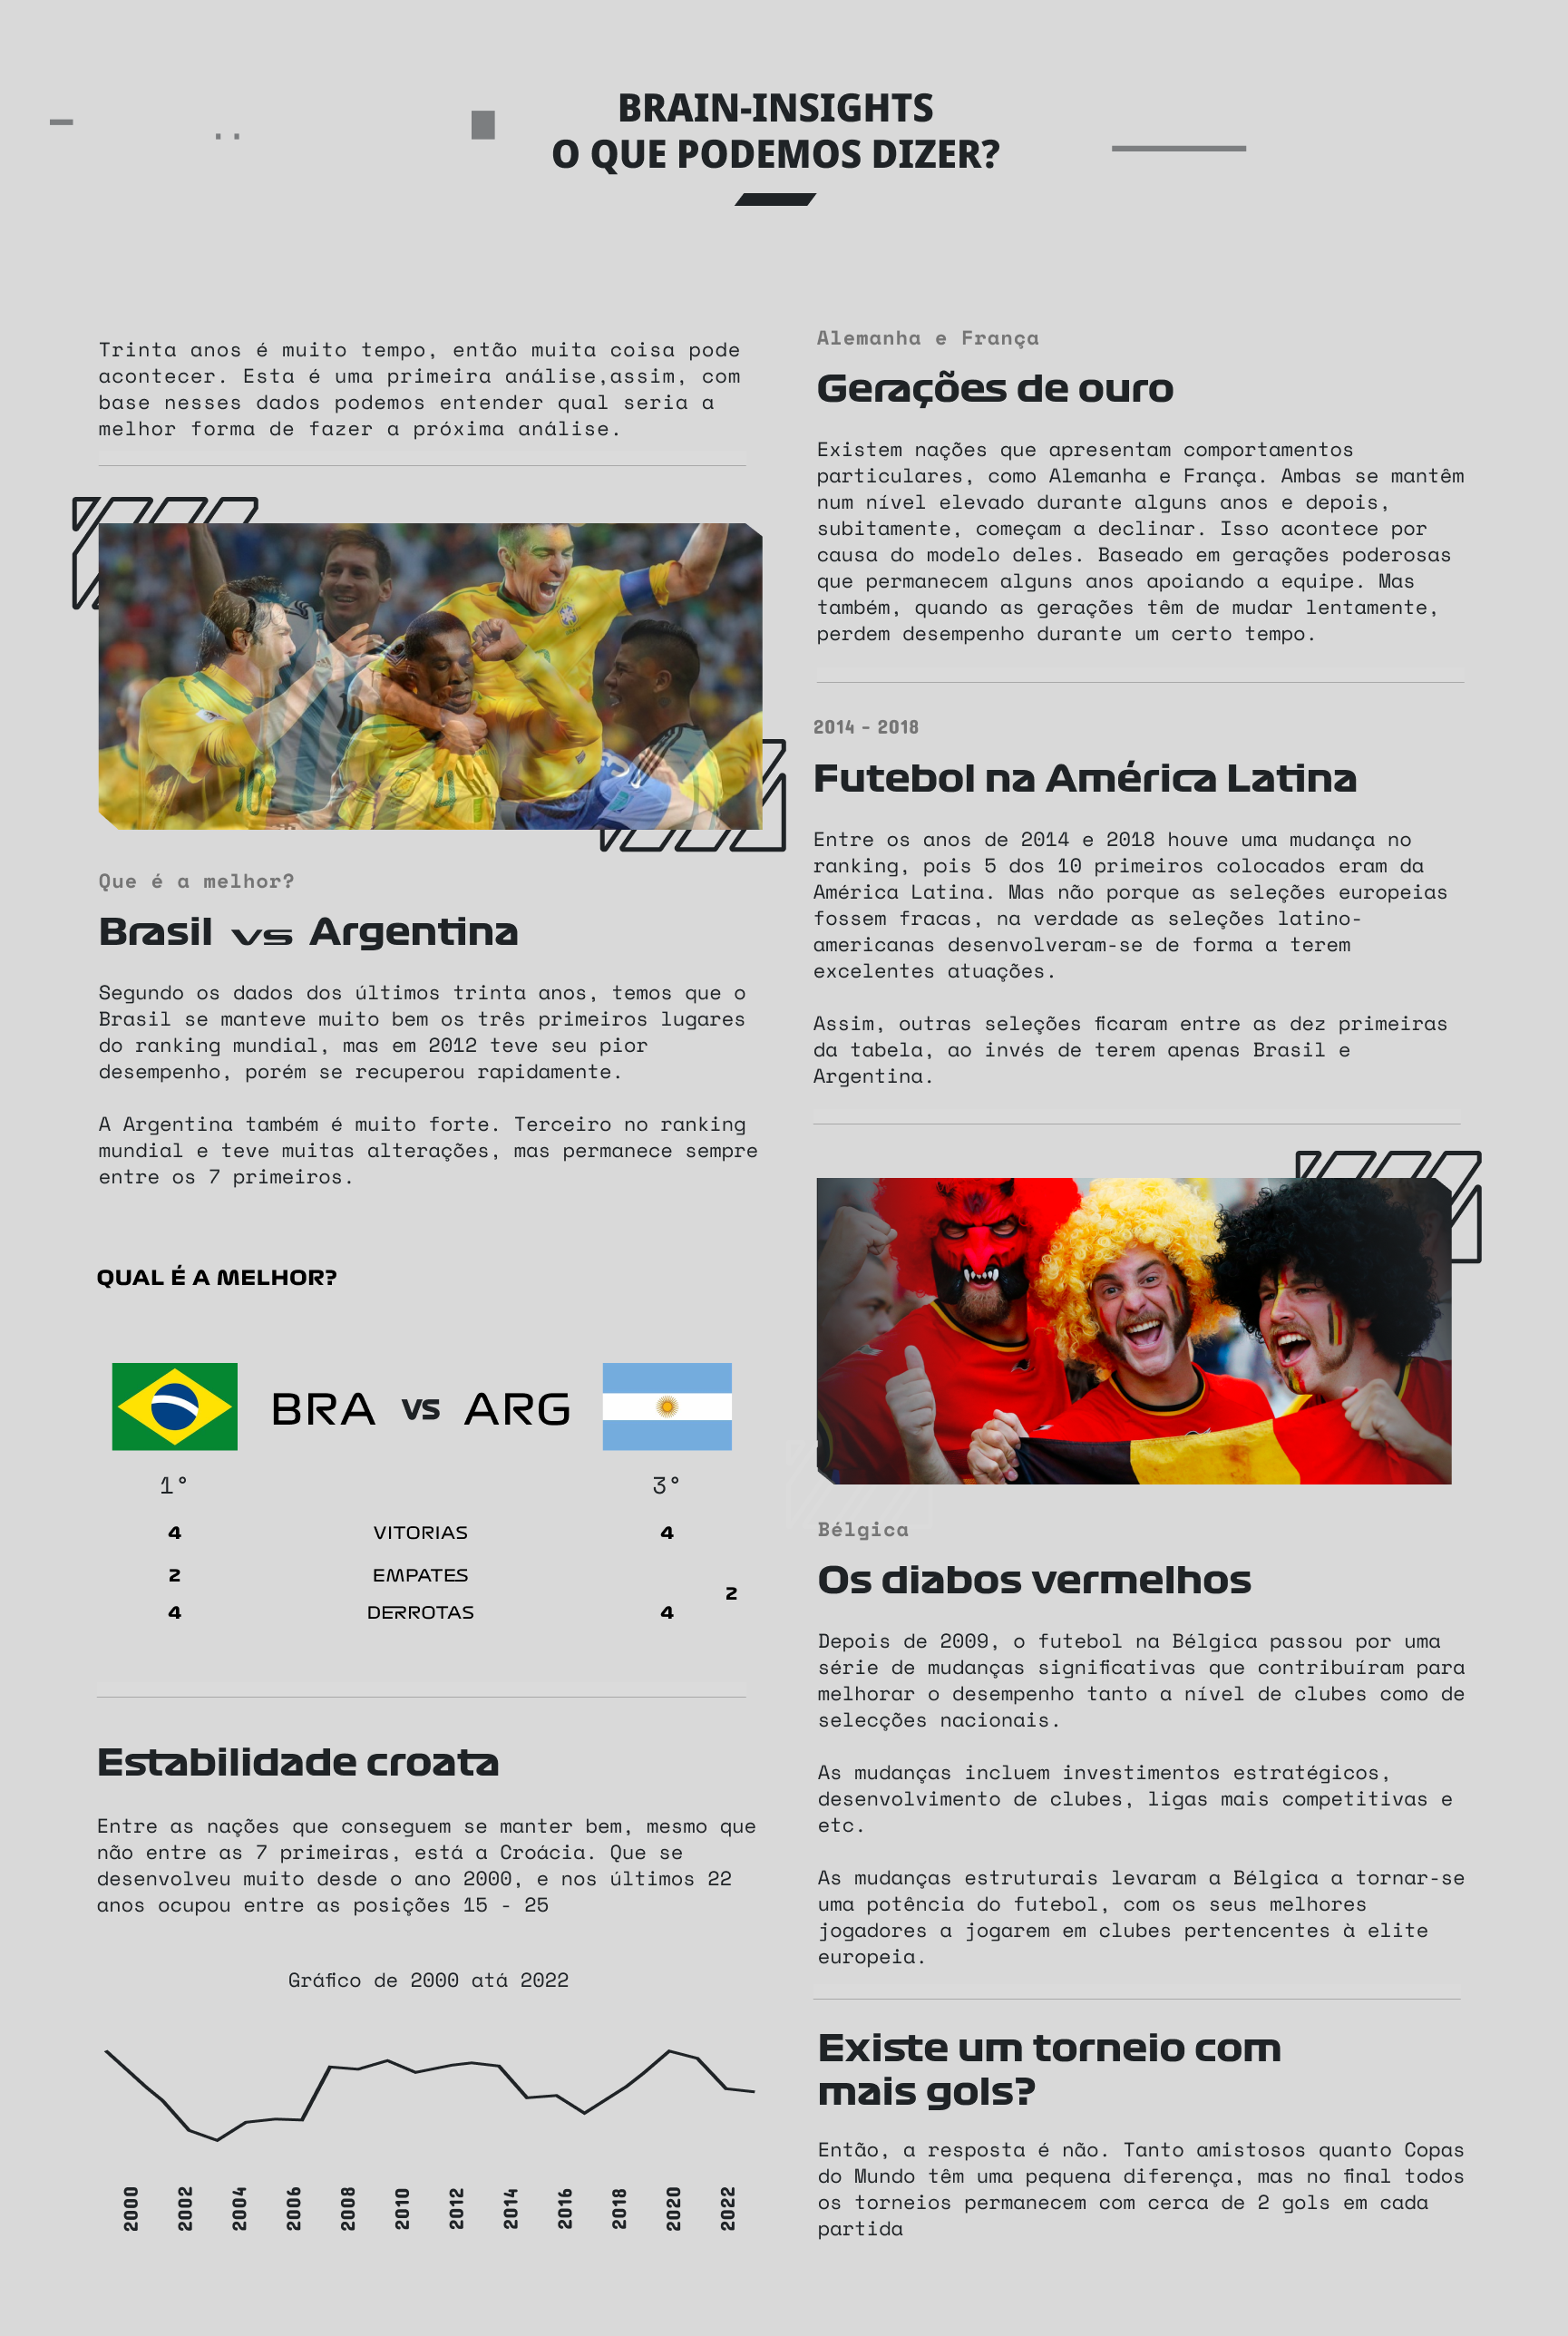 BRAIN-INSIGHTS
O QUE PODEMOS DIZER?
Trinta anos é muito tempo, então muita coisa pode
acontecer. Esta é uma primeira análise,assim, com
base nesses dados podemos entender qual seria a
melhor forma de fazer a próxima análise.
Que é a melhor?
Brasil vs Argentina
Segundo os dados dos últimos trinta anos, temos que o
Brasil se manteve muito bem os três primeiros lugares
do ranking mundial, mas em 2012 teve seu pior
desempenho, porém se recuperou rapidamente.
A Argentina também é muito forte. Terceiro no ranking
mundial e teve muitas alterações, mas permanece sempre
entre os 7 primeiros.
QUAL É A MELHOR?
BRA vs ARG
1° 3°
4 VITORIAS 4
2 EMPATES 2
4 DERROTAS 4
Estabilidade croata
Entre as nações que conseguem se manter bem, mesmo que
não entre as 7 primeiras, está a Croácia. Que se
desenvolveu muito desde o ano 2000, e nos últimos 22
anos ocupou entre as posições 15 - 25
Gráfico de 2000 atá 2022
2000 2002 2004 2006 2008 2010 2012 2014 2016 2018 2020 2022
Alemanha e França
Gerações de ouro
Existem nações que apresentam comportamentos
particulares, como Alemanha e França. Ambas se mantêm
num nível elevado durante alguns anos e depois,
subitamente, começam a declinar. Isso acontece por
causa do modelo deles. Baseado em gerações poderosas
que permanecem alguns anos apoiando a equipe. Mas
também, quando as gerações têm de mudar lentamente,
perdem desempenho durante um certo tempo.
2014 - 2018
Futebol na América Latina
Entre os anos de 2014 e 2018 houve uma mudança no
ranking, pois 5 dos 10 primeiros colocados eram da
América Latina. Mas não porque as seleções europeias
fossem fracas, na verdade as seleções latino-
americanas desenvolveram-se de forma a terem
excelentes atuações.
Assim, outras seleções ficaram entre as dez primeiras
da tabela, ao invés de terem apenas Brasil e
Argentina.
Bélgica
Os diabos vermelhos
Depois de 2009, o futebol na Bélgica passou por uma
série de mudanças significativas que contribuíram para
melhorar o desempenho tanto a nível de clubes como de
selecções nacionais.
As mudanças incluem investimentos estratégicos,
desenvolvimento de clubes, ligas mais competitivas e
etc.
As mudanças estruturais levaram a Bélgica a tornar-se
uma potência do futebol, com os seus melhores
jogadores a jogarem em clubes pertencentes à elite
europeia.
Existe um torneio com
mais gols?
Então, a resposta é não. Tanto amistosos quanto Copas
do Mundo têm uma pequena diferença, mas no final todos
os torneios permanecem com cerca de 2 gols em cada
partida